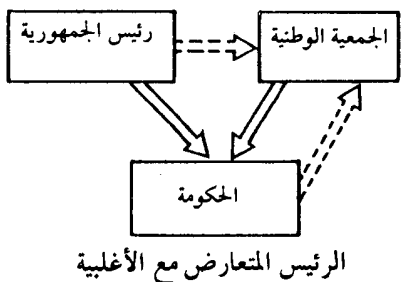 رئيس الجمهورية
الجمعية الوطنية
الحكومة
الرئيس المتعارض مع الأغلبية